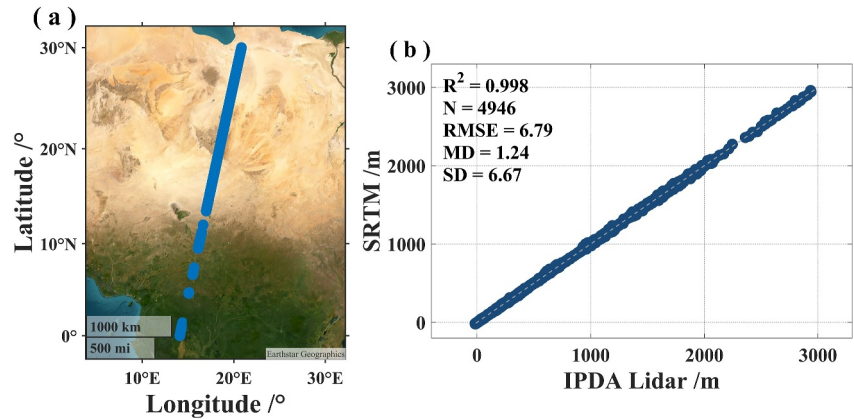 ( a )
30°N
20°N
10°N
0°
Latitude /°
1000 km
500 mi
Earthstar Geographics
10°E
20°E
30°E
Longitude /°
( b )
R² = 0.998
N = 4946
RMSE = 6.79
MD = 1.24
SD = 6.67
3000
2000
1000
0
SRTM /m
0
1000
2000
3000
IPDA Lidar /m